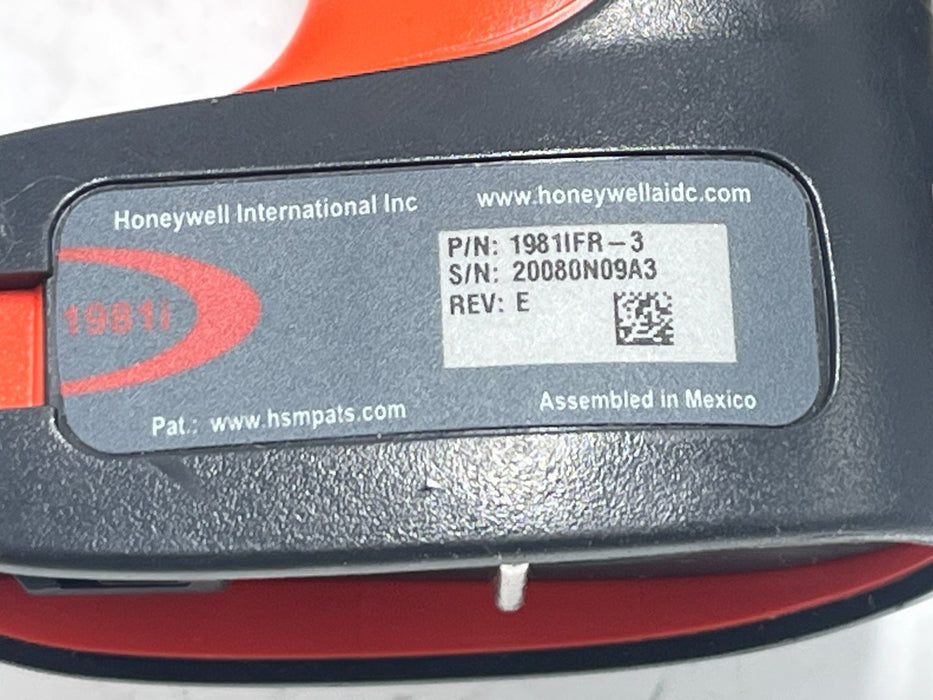 Honeywell International Inc
www.honeywellaidc.com
P/N: 1981IFR-3
S/N: 20080N09A3
REV: E
1981i
Pat.: www.hsmpats.com
Assembled in Mexico